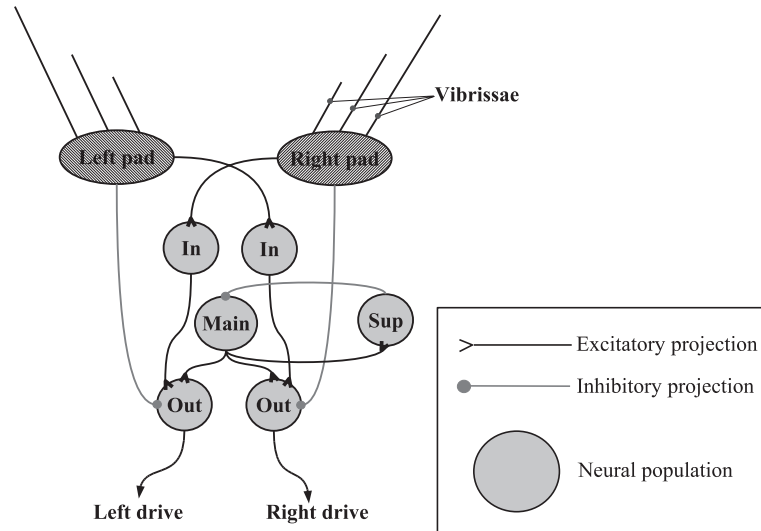 Vibrissae
Left pad
Right pad
In
In
Main
Sup
Out
Out
Left drive
Right drive
Excitatory projection
Inhibitory projection
Neural population